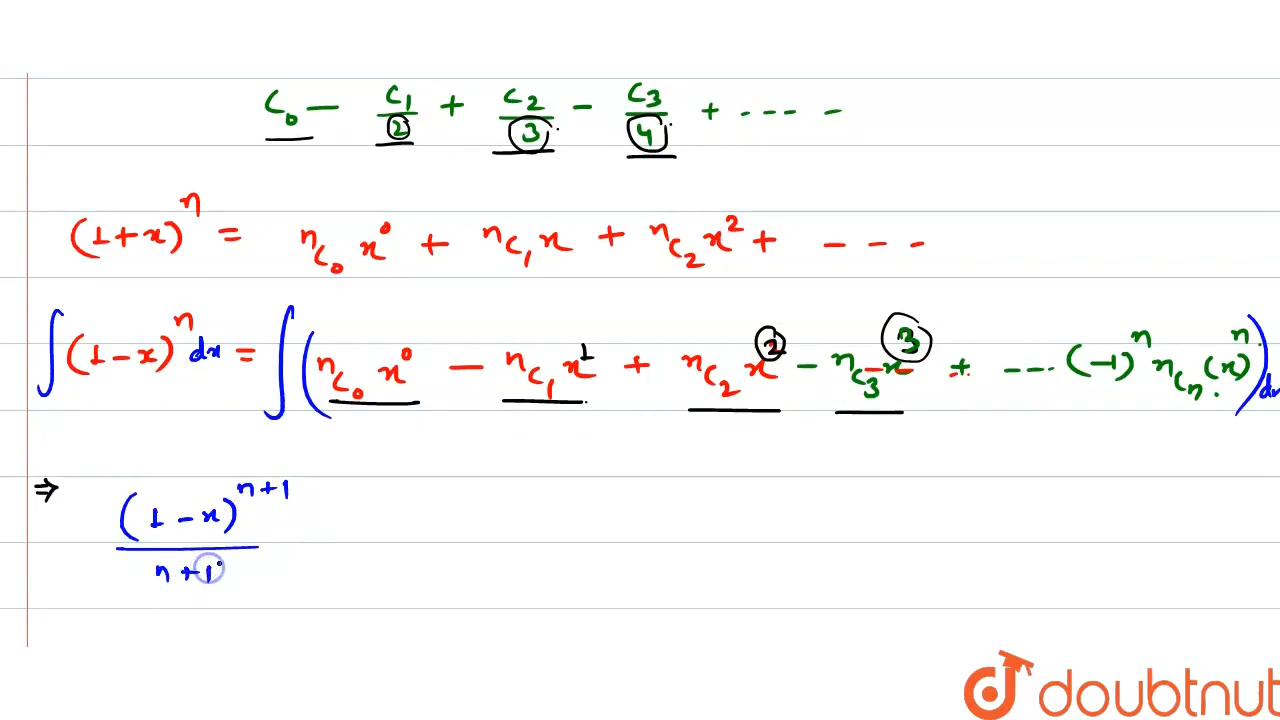 C₀ − C₁/2 + C₂/3 − C₃/4 + ---- -
(1+x)ⁿ = ⁿC₀ x⁰ + ⁿC₁ x + ⁿC₂ x² + - - - -
∫(1−x)ⁿ dx = ∫(ⁿC₀ x⁰ − ⁿC₁ x¹ + ⁿC₂ x² − ⁿC₃ x³ + ---- (−1)ⁿ ⁿCₙ (x)ⁿ) dx
⇒ (1−x)ⁿ⁺¹/n+1
doubtnut